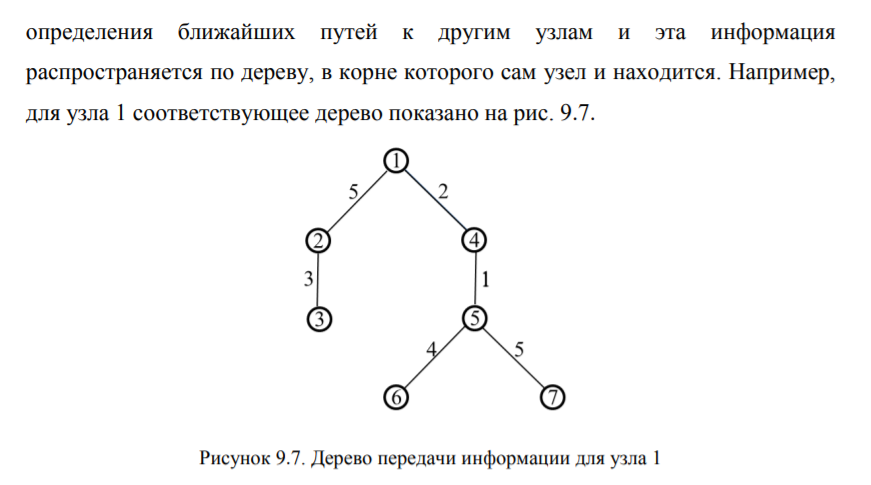 определения ближайших путей к другим узлам и эта информация
распространяется по дереву, в корне которого сам узел и находится. Например,
для узла 1 соответствующее дерево показано на рис. 9.7.
1
5 2
2 4
3 1
3 5
4 5
6 7
Рисунок 9.7. Дерево передачи информации для узла 1